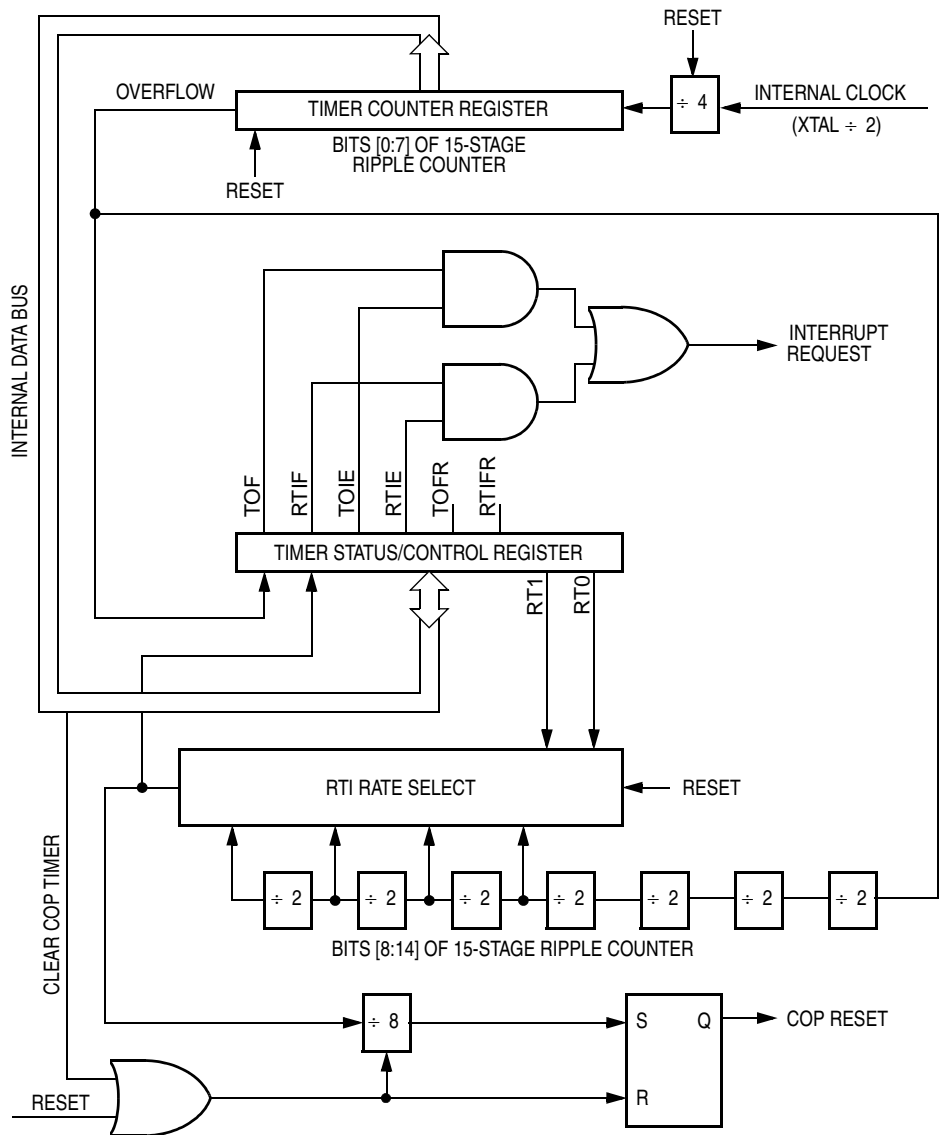 RESET
OVERFLOW
TIMER COUNTER REGISTER
÷ 4
INTERNAL CLOCK
(XTAL ÷ 2)
BITS [0:7] OF 15-STAGE
RIPPLE COUNTER
RESET
INTERNAL DATA BUS
INTERRUPT
REQUEST
TOF
RTIF
TOIE
RTIE
TOFR
RTIFR
TIMER STATUS/CONTROL REGISTER
RT1
RT0
RTI RATE SELECT
RESET
CLEAR COP TIMER
÷ 2
÷ 2
÷ 2
÷ 2
÷ 2
÷ 2
÷ 2
BITS [8:14] OF 15-STAGE RIPPLE COUNTER
÷ 8
S
Q
COP RESET
R
RESET